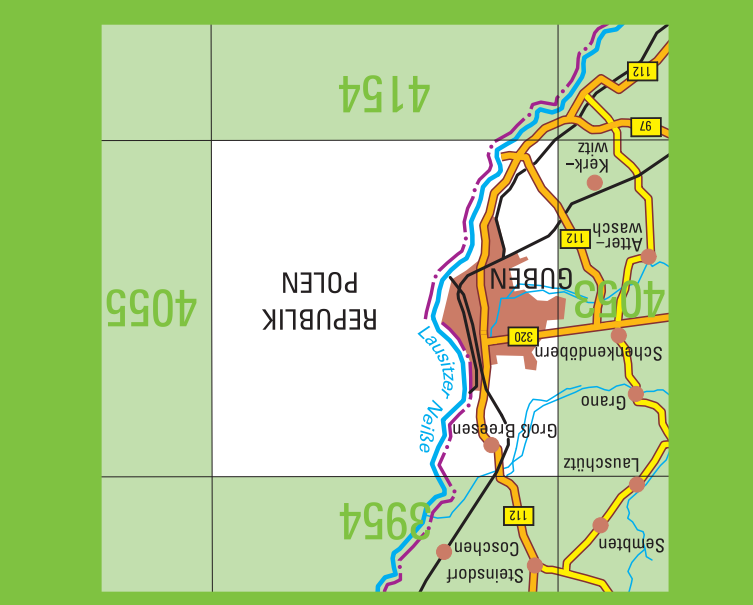 Steinsdorf
Coschen
Sembten
112
3954
Lauschütz
Groß Breesen
Grano
Lausitzer Neiße
Schenkendöbern
320
4053
REPUBLIK
POLEN
4055
GUBEN
112
Atter-
wasch
Kerk-
witz
97
4154
112